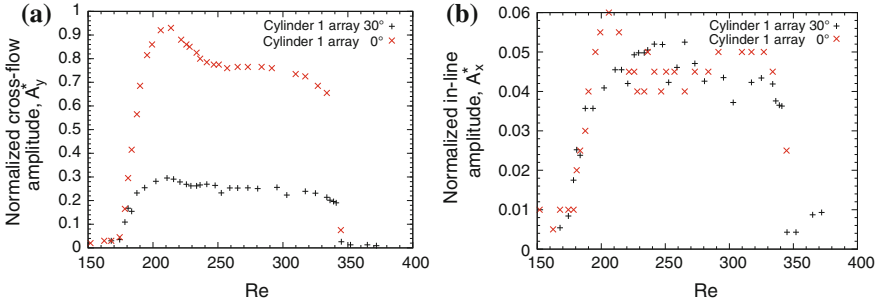 (a)
Normalized cross-flow
amplitude, A*y
1
0.9
0.8
0.7
0.6
0.5
0.4
0.3
0.2
0.1
0
150 200 250 300 350 400
Re
Cylinder 1 array 30°
Cylinder 1 array 0°
(b)
Normalized in-line
amplitude, A*x
0.06
0.05
0.04
0.03
0.02
0.01
0
150 200 250 300 350 400
Re
Cylinder 1 array 30°
Cylinder 1 array 0°